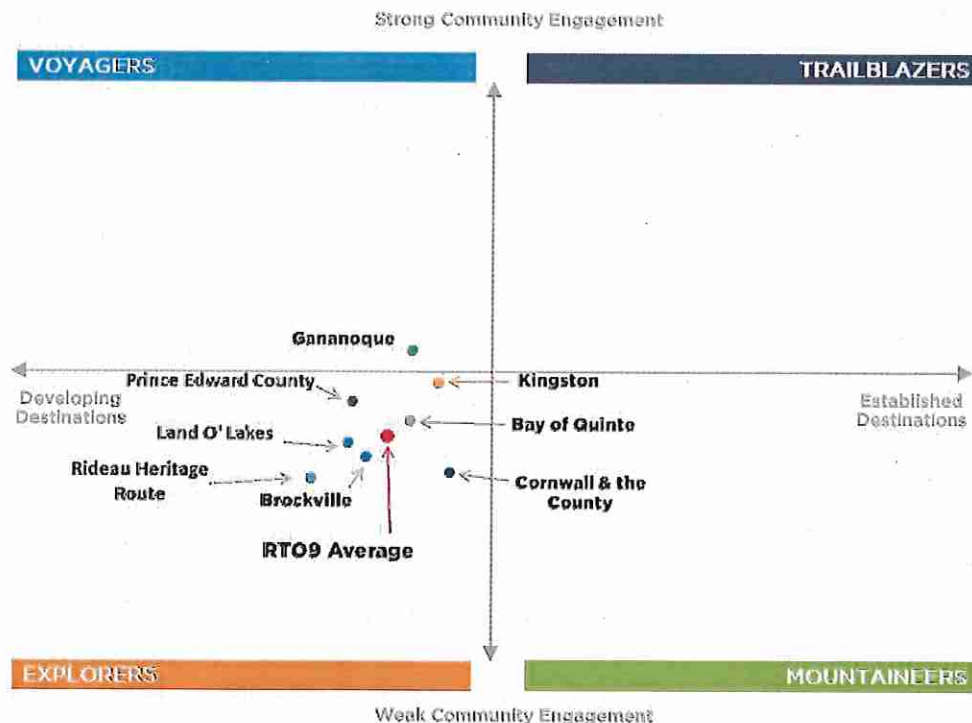 Strong Community Engagement
VOYAGERS
TRAILBLAZERS
Gananoque
Prince Edward County
Kingston
Developing
Destinations
Established
Destinations
Land O' Lakes
Bay of Quinte
Rideau Heritage
Route
Brockville
Cornwall & the
County
RTO9 Average
EXPLORERS
MOUNTAINEERS
Weak Community Engagement